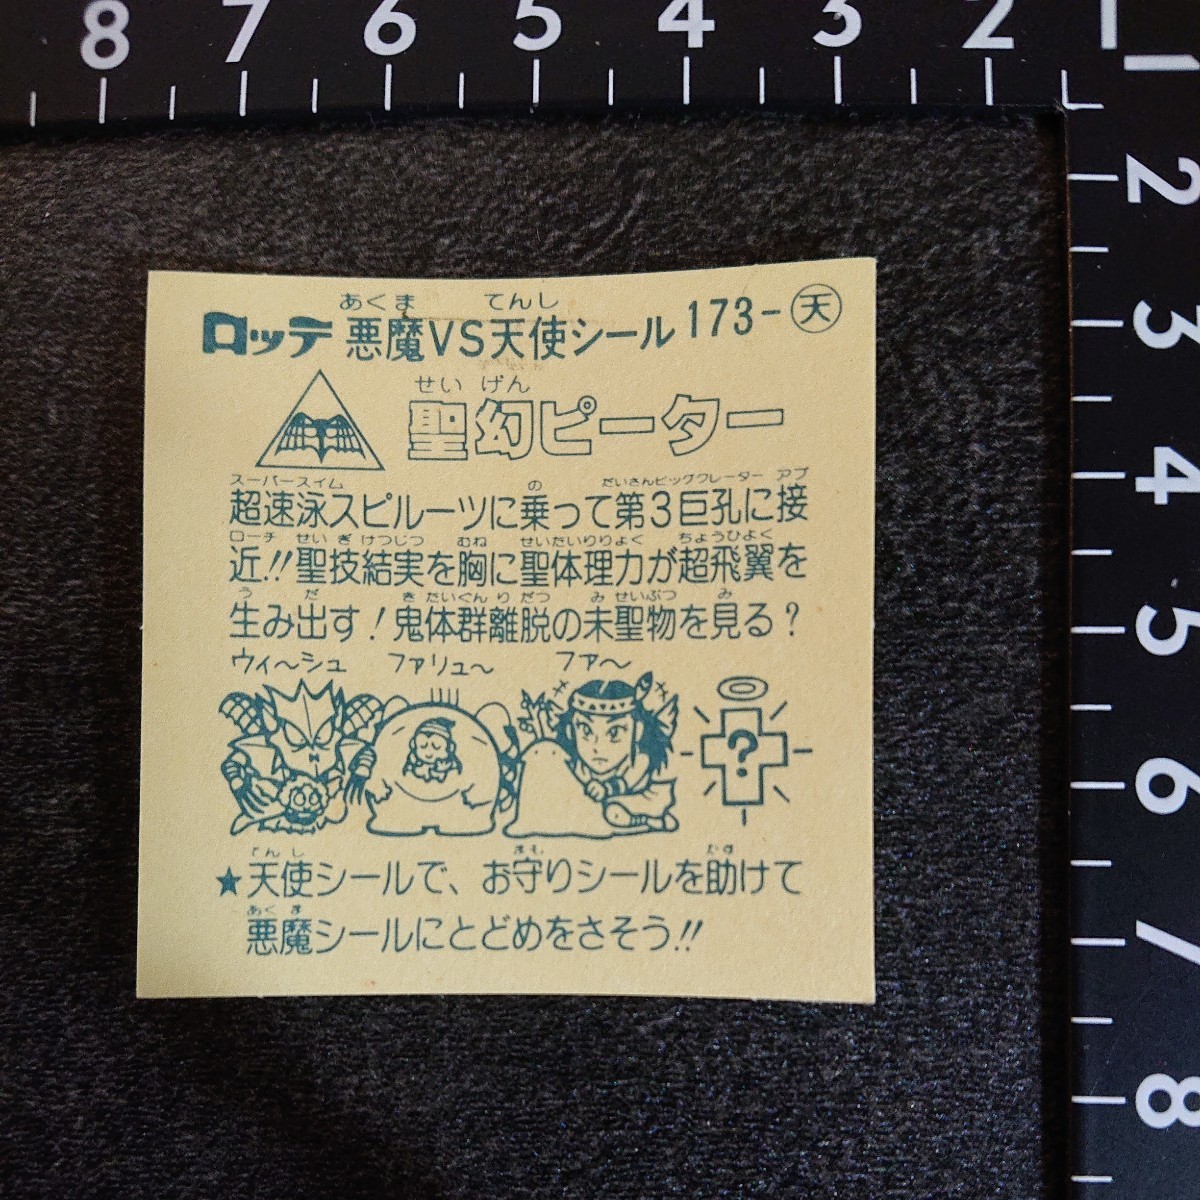 8 7 6 5 4 3 2 1
あくま てんし
ロッテ 悪魔VS天使シール 173-天
せい げん
聖幻ピーター
スーパースイム の だいさんビッククレーター アプ
超速泳スピルーツに乗って第3巨孔に接
ローチ せい ぎ けつじつ むね せいたいりりょく ちょうひよく
近!!聖技結実を胸に聖体理力が超飛翼を
う だ き たいぐん り だつ み せいぶつ み
生み出す!鬼体群離脱の未聖物を見る?
ウィ〜シュ ファリュ〜 ファ〜
?
てんし まも たす
★天使シールで、お守りシールを助けて
あく ま
悪魔シールにとどめをさそう!!
1
2
3
4
5
6
7
8